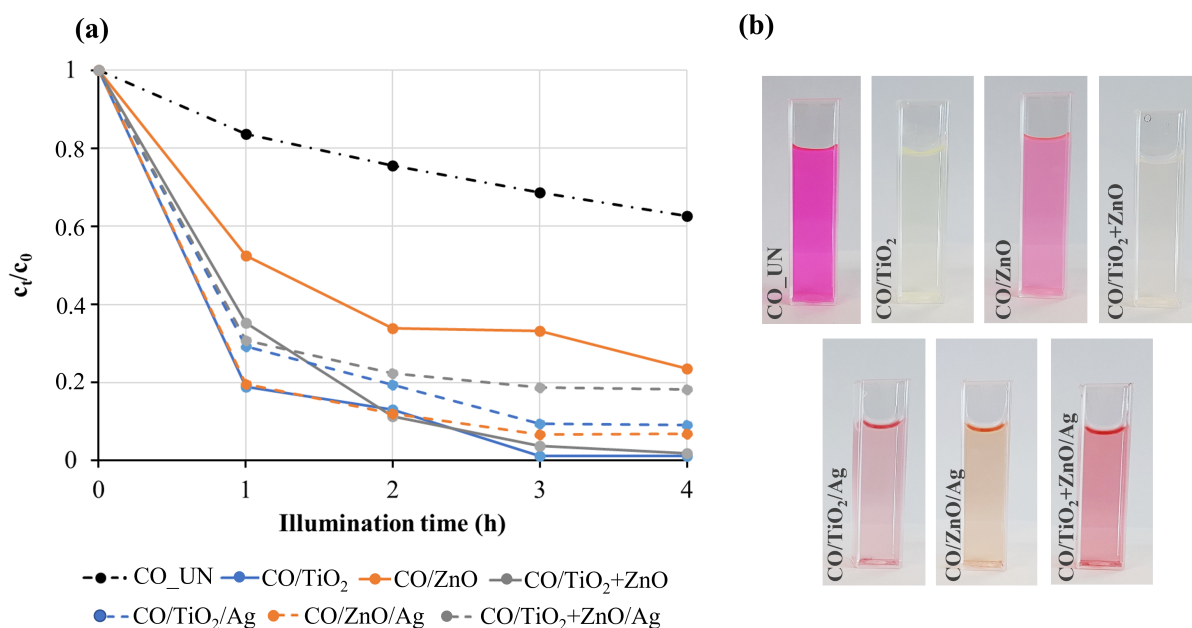 (a)
(b)
1
0.8
0.6
0.4
0.2
0
c_t/c_0
0 1 2 3 4
Illumination time (h)
CO_UN CO/TiO₂ CO/ZnO CO/TiO₂+ZnO
CO/TiO₂/Ag CO/ZnO/Ag CO/TiO₂+ZnO/Ag
CO_UN
CO/TiO₂
CO/ZnO
CO/TiO₂+ZnO
CO/TiO₂/Ag
CO/ZnO/Ag
CO/TiO₂+ZnO/Ag